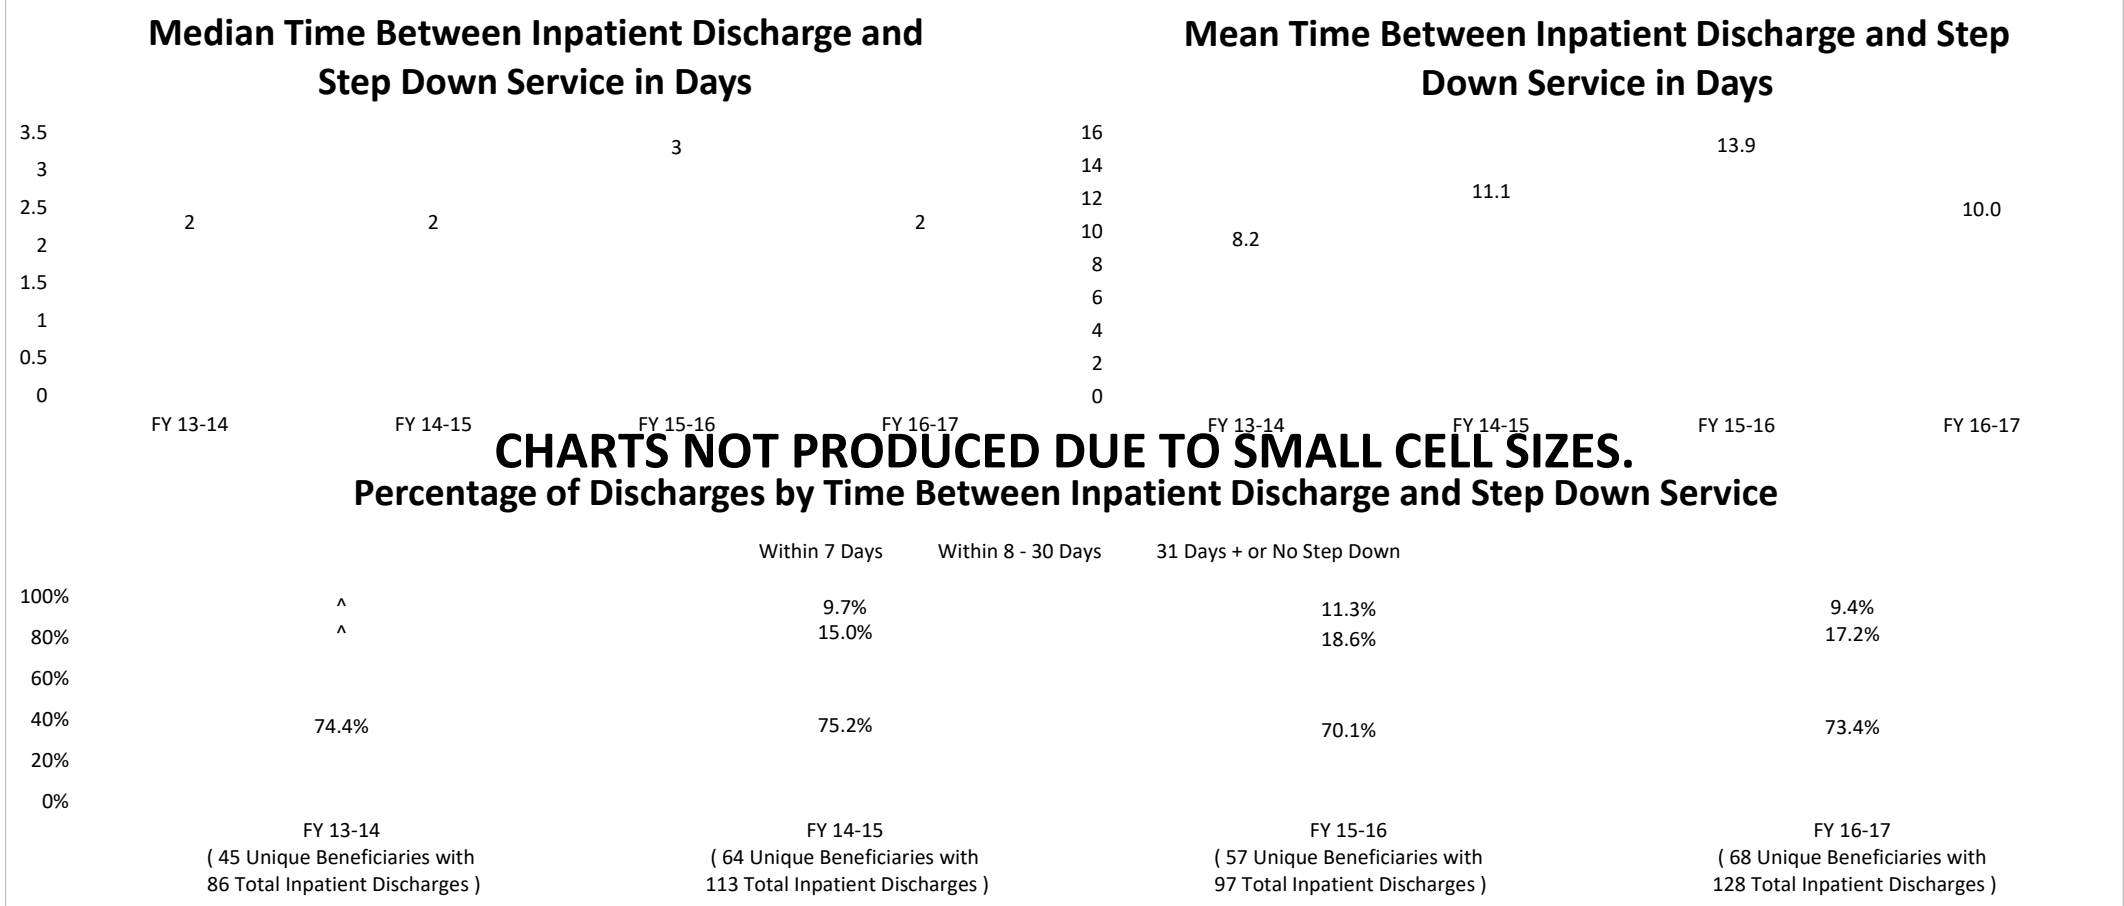 Median Time Between Inpatient Discharge and
Step Down Service in Days
3.5
3
2.5
2
1.5
1
0.5
0
2
2
3
2
FY 13-14
FY 14-15
FY 15-16
FY 16-17
Mean Time Between Inpatient Discharge and Step
Down Service in Days
16
14
12
10
8
6
4
2
0
8.2
11.1
13.9
10.0
FY 13-14
FY 14-15
FY 15-16
FY 16-17
CHARTS NOT PRODUCED DUE TO SMALL CELL SIZES.
Percentage of Discharges by Time Between Inpatient Discharge and Step Down Service
Within 7 Days
Within 8 - 30 Days
31 Days + or No Step Down
100%
80%
60%
40%
20%
0%
^
^
74.4%
9.7%
15.0%
75.2%
11.3%
18.6%
70.1%
9.4%
17.2%
73.4%
FY 13-14
( 45 Unique Beneficiaries with
86 Total Inpatient Discharges )
FY 14-15
( 64 Unique Beneficiaries with
113 Total Inpatient Discharges )
FY 15-16
( 57 Unique Beneficiaries with
97 Total Inpatient Discharges )
FY 16-17
( 68 Unique Beneficiaries with
128 Total Inpatient Discharges )